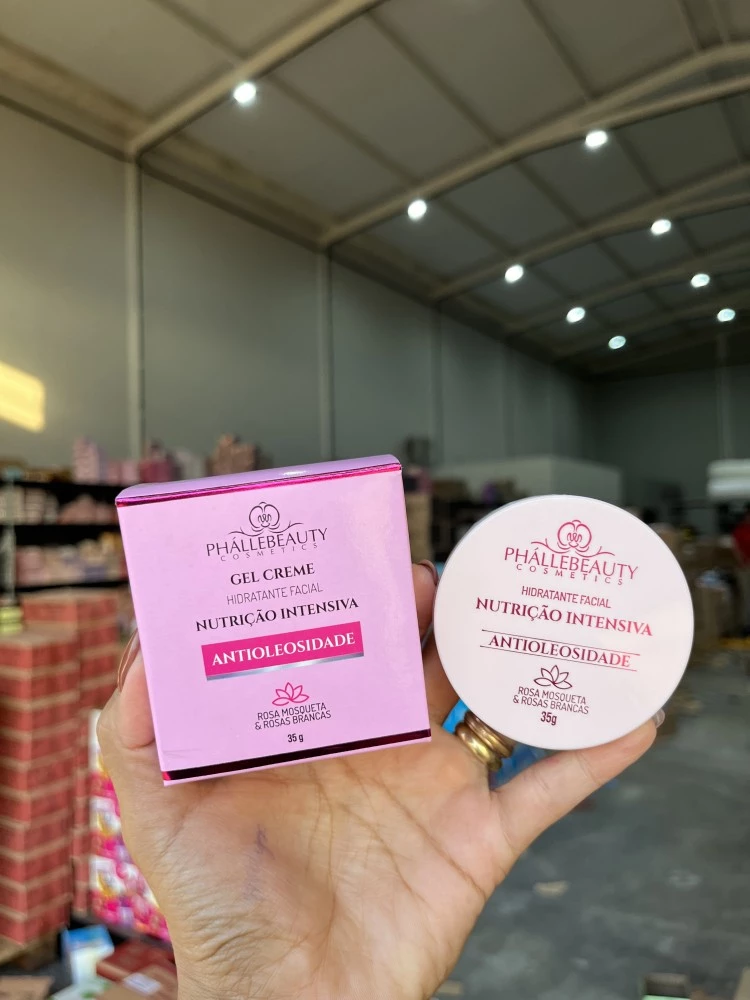 PHÁLLEBEAUTY
COSMETICS
GEL CREME
HIDRATANTE FACIAL
NUTRIÇÃO INTENSIVA
ANTIOLEOSIDADE
ROSA MOSQUETA
& ROSAS BRANCAS
35 g
PHÁLLEBEAUTY
COSMETICS
HIDRATANTE FACIAL
NUTRIÇÃO INTENSIVA
ANTIOLEOSIDADE
ROSA MOSQUETA
& ROSAS BRANCAS
35g